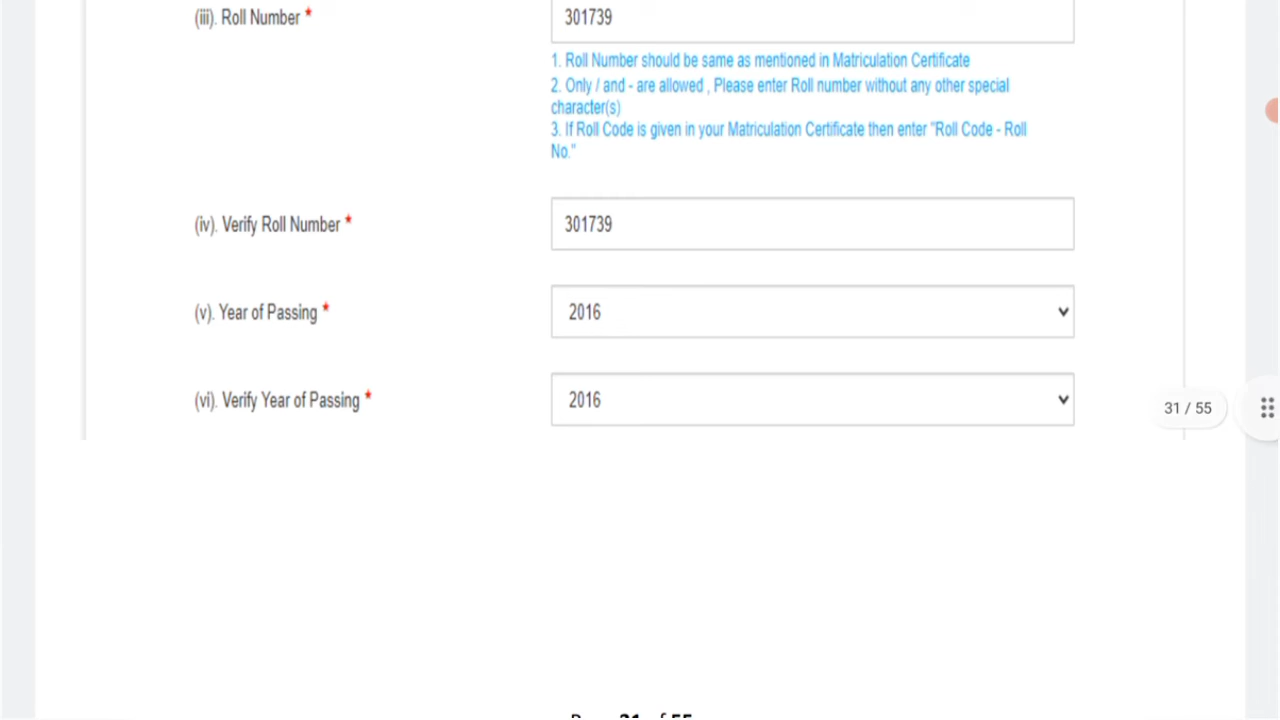 (iii). Roll Number * 301739
1. Roll Number should be same as mentioned in Matriculation Certificate
2. Only / and - are allowed , Please enter Roll number without any other special
character(s)
3. If Roll Code is given in your Matriculation Certificate then enter "Roll Code - Roll
No."
(iv). Verify Roll Number * 301739
(v). Year of Passing * 2016
(vi). Verify Year of Passing * 2016
31 / 55